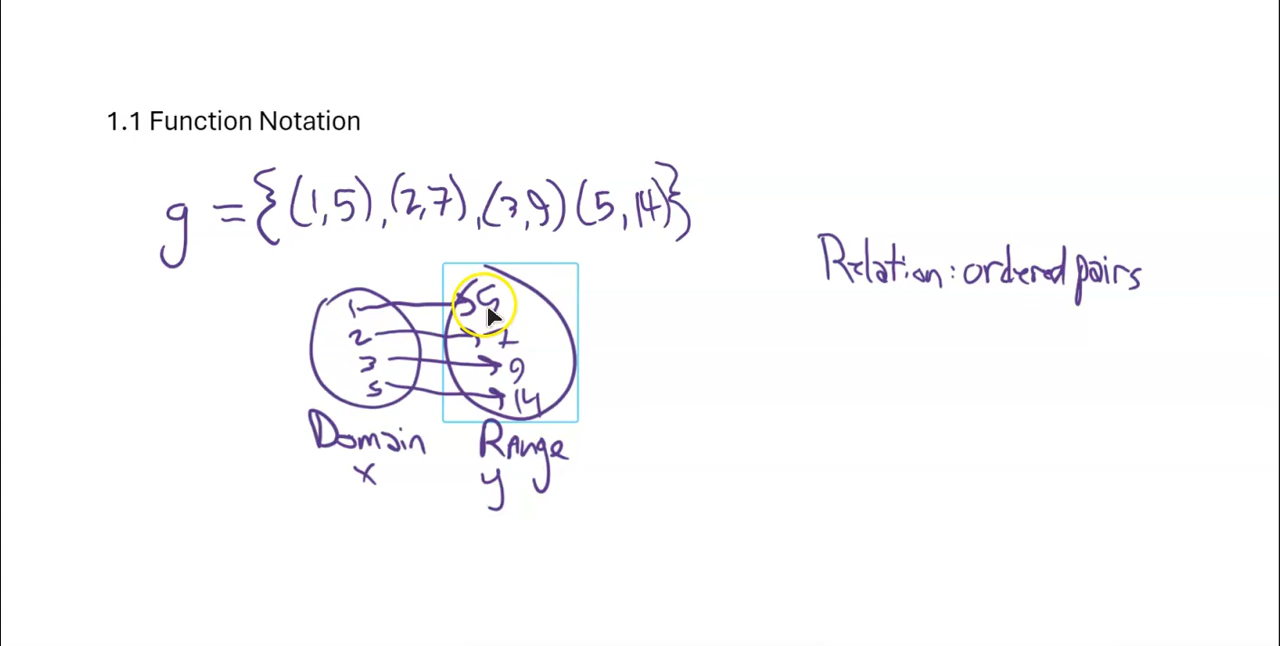 1.1 Function Notation
g = {(1,5),(2,7),(3,9)(5,14)}
Relation: ordered pairs
1 5
2 7
3 9
5 14
Domain Range
x y